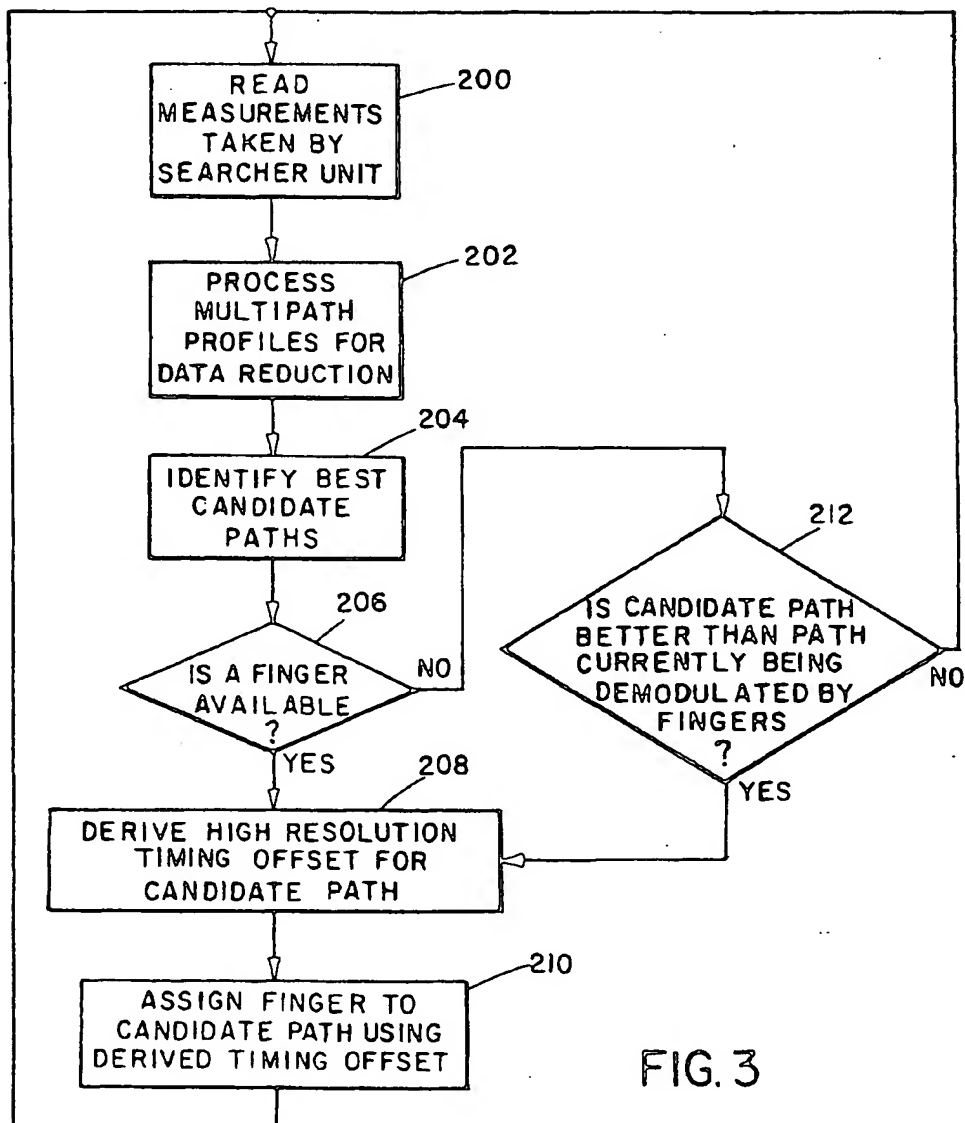 READ
MEASUREMENTS
TAKEN BY
SEARCHER UNIT
200
PROCESS
MULTIPATH
PROFILES FOR
DATA REDUCTION
202
IDENTIFY BEST
CANDIDATE
PATHS
204
IS A FINGER
AVAILABLE
?
206
NO
YES
IS CANDIDATE PATH
BETTER THAN PATH
CURRENTLY BEING
DEMODULATED BY
FINGERS
?
212
NO
YES
DERIVE HIGH RESOLUTION
TIMING OFFSET FOR
CANDIDATE PATH
208
ASSIGN FINGER TO
CANDIDATE PATH USING
DERIVED TIMING OFFSET
210
FIG. 3